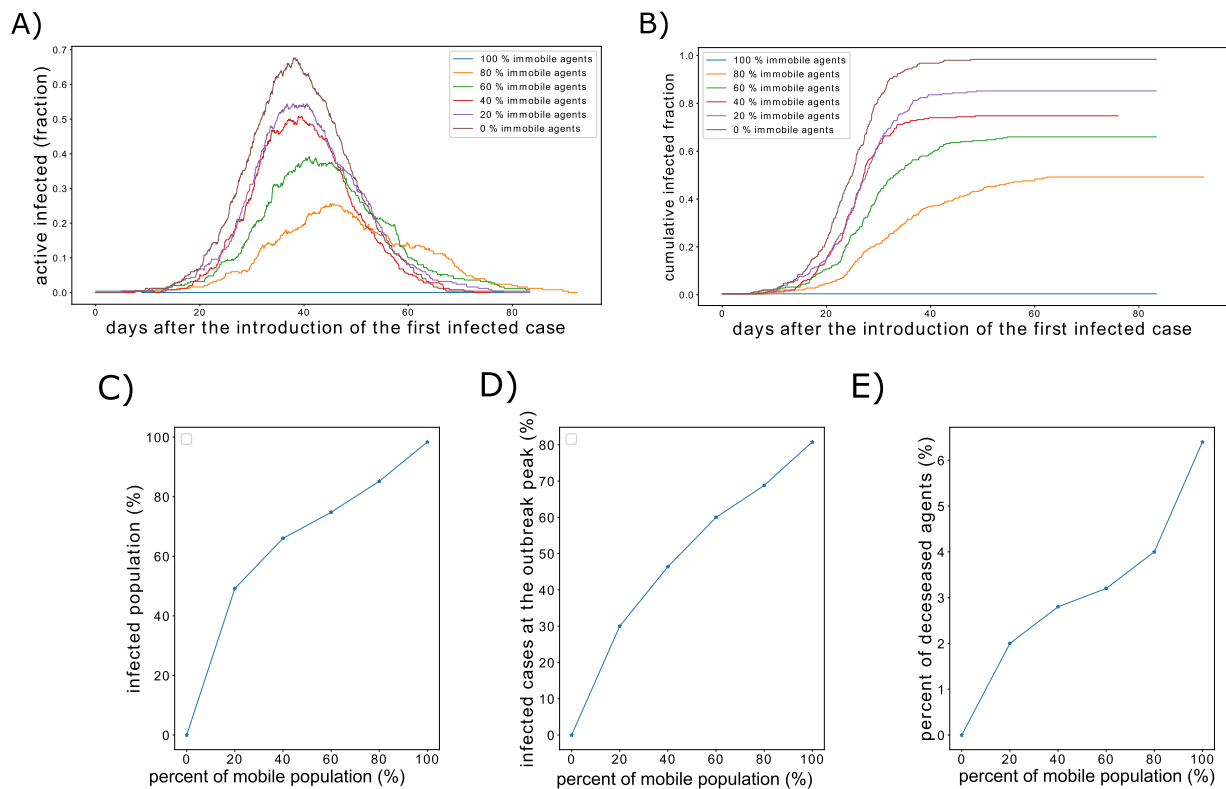 A)
0.7
0.6
0.5
0.4
0.3
0.2
0.1
0.0
active infected (fraction)
100 % immobile agents
80 % immobile agents
60 % immobile agents
40 % immobile agents
20 % immobile agents
0 % immobile agents
0 20 40 60 80
days after the introduction of the first infected case
B)
1.0
0.8
0.6
0.4
0.2
0.0
cumulative infected fraction
100 % immobile agents
80 % immobile agents
60 % immobile agents
40 % immobile agents
20 % immobile agents
0 % immobile agents
0 20 40 60 80
days after the introduction of the first infected case
C)
100
80
60
40
20
0
infected population (%)
0 20 40 60 80 100
percent of mobile population (%)
D)
80
70
60
50
40
30
20
10
0
infected cases at the outbreak peak (%)
0 20 40 60 80 100
percent of mobile population (%)
E)
6
5
4
3
2
1
0
percent of deceseased agents (%)
0 20 40 60 80 100
percent of mobile population (%)